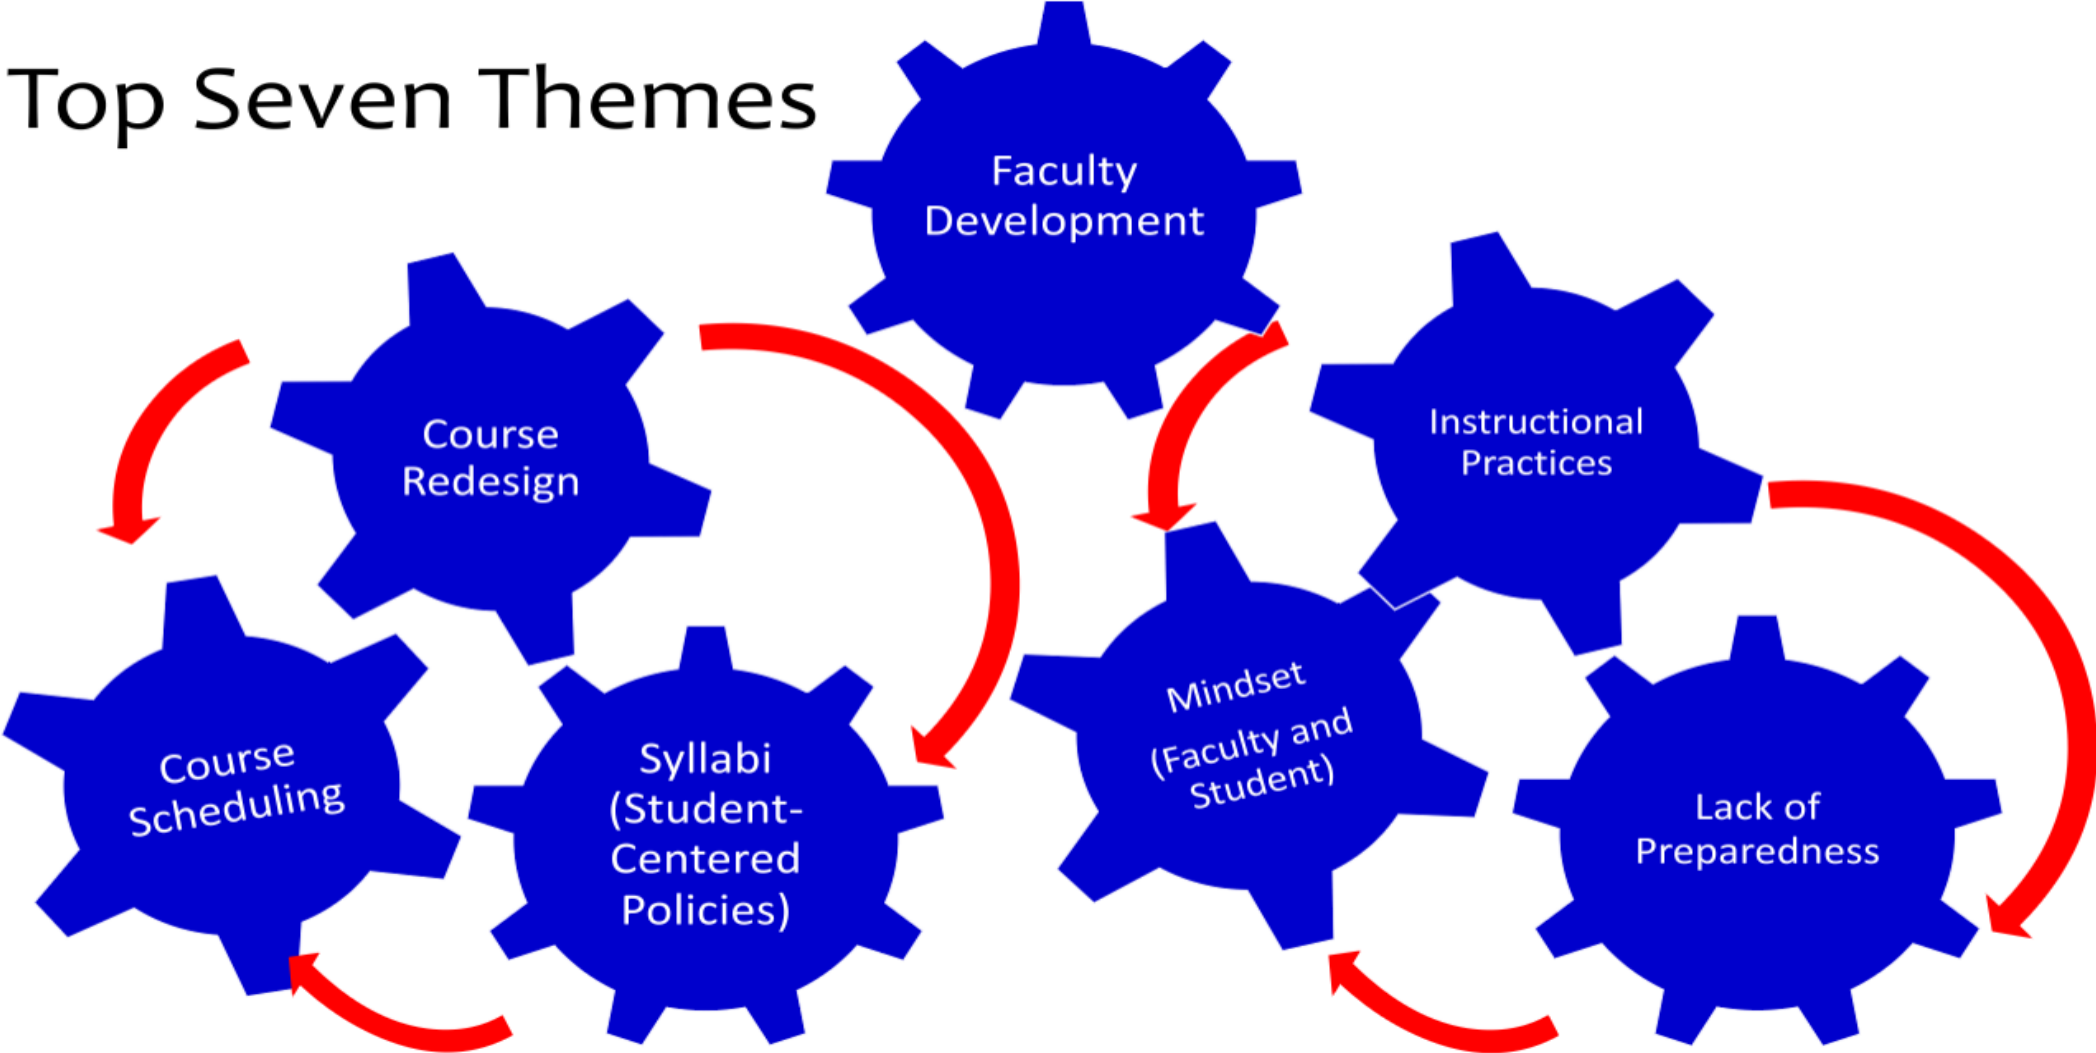 Top Seven Themes
Faculty
Development
Course
Redesign
Instructional
Practices
Course
Scheduling
Syllabi
(Student-
Centered
Policies)
Mindset
(Faculty and
Student)
Lack of
Preparedness